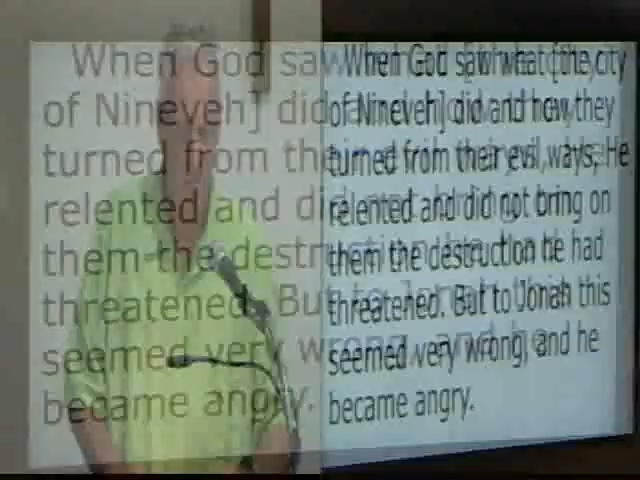 When God saw what [the city
of Nineveh] did and how they
turned from their evil ways, He
relented and did not bring on
them the destruction he had
threatened. But to Jonah this
seemed very wrong, and he
became angry.